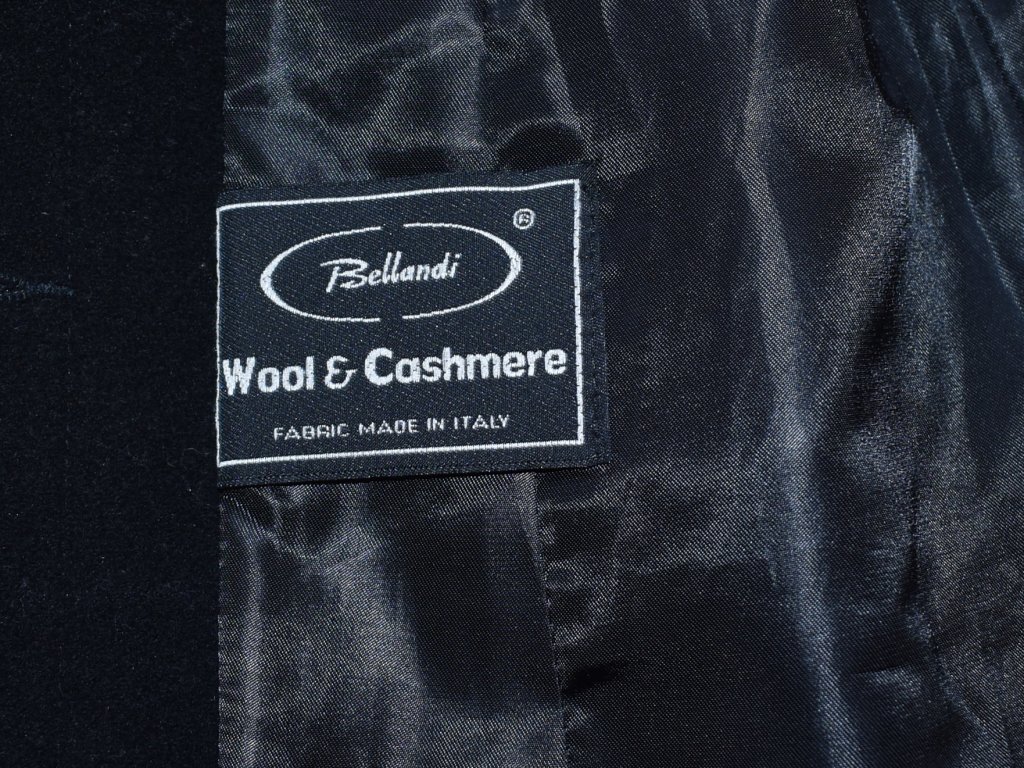 Bellandi ®
Wool & Cashmere
FABRIC MADE IN ITALY